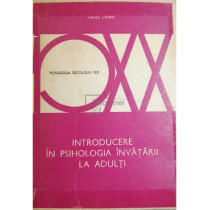 HANS LÖWE
PEDAGOGIA SECOLULUI XX
XX
INTRODUCERE
ÎN PSIHOLOGIA ÎNVĂȚĂRII
LA ADULȚI